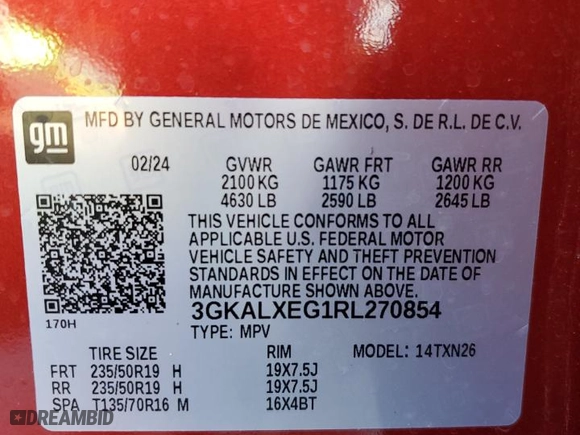 gm MFD BY GENERAL MOTORS DE MEXICO, S. DE R.L. DE C.V.
02/24 GVWR GAWR FRT GAWR RR
2100 KG 1175 KG 1200 KG
4630 LB 2590 LB 2645 LB
THIS VEHICLE CONFORMS TO ALL
APPLICABLE U.S. FEDERAL MOTOR
VEHICLE SAFETY AND THEFT PREVENTION
STANDARDS IN EFFECT ON THE DATE OF
MANUFACTURE SHOWN ABOVE.
170H 3GKALXEG1RL270854
TYPE: MPV
TIRE SIZE RIM MODEL: 14TXN26
FRT 235/50R19 H 19X7.5J
RR 235/50R19 H 19X7.5J
SPA T135/70R16 M 16X4BT
DREAMBID